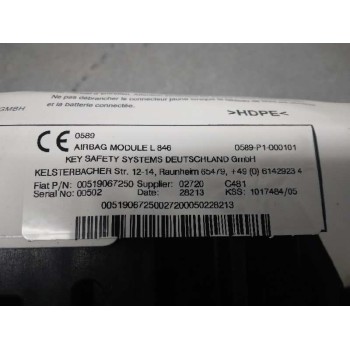 Ne pas débrancher le connecteur
et la batterie connectée.
GMBH
>HDPE<
CE 0589
AIRBAG MODULE L 846 0589-P1-000101
KEY SAFETY SYSTEMS DEUTSCHLAND GmbH
KELSTERBACHER Str. 12-14, Raunheim 65479, +49 (0) 6142923 4
Fiat P/N: 00519067250 Supplier: 02720 C481
Serial No: 00502 Date: 28213 KSS: 1017484/05
00519067250027200050228213